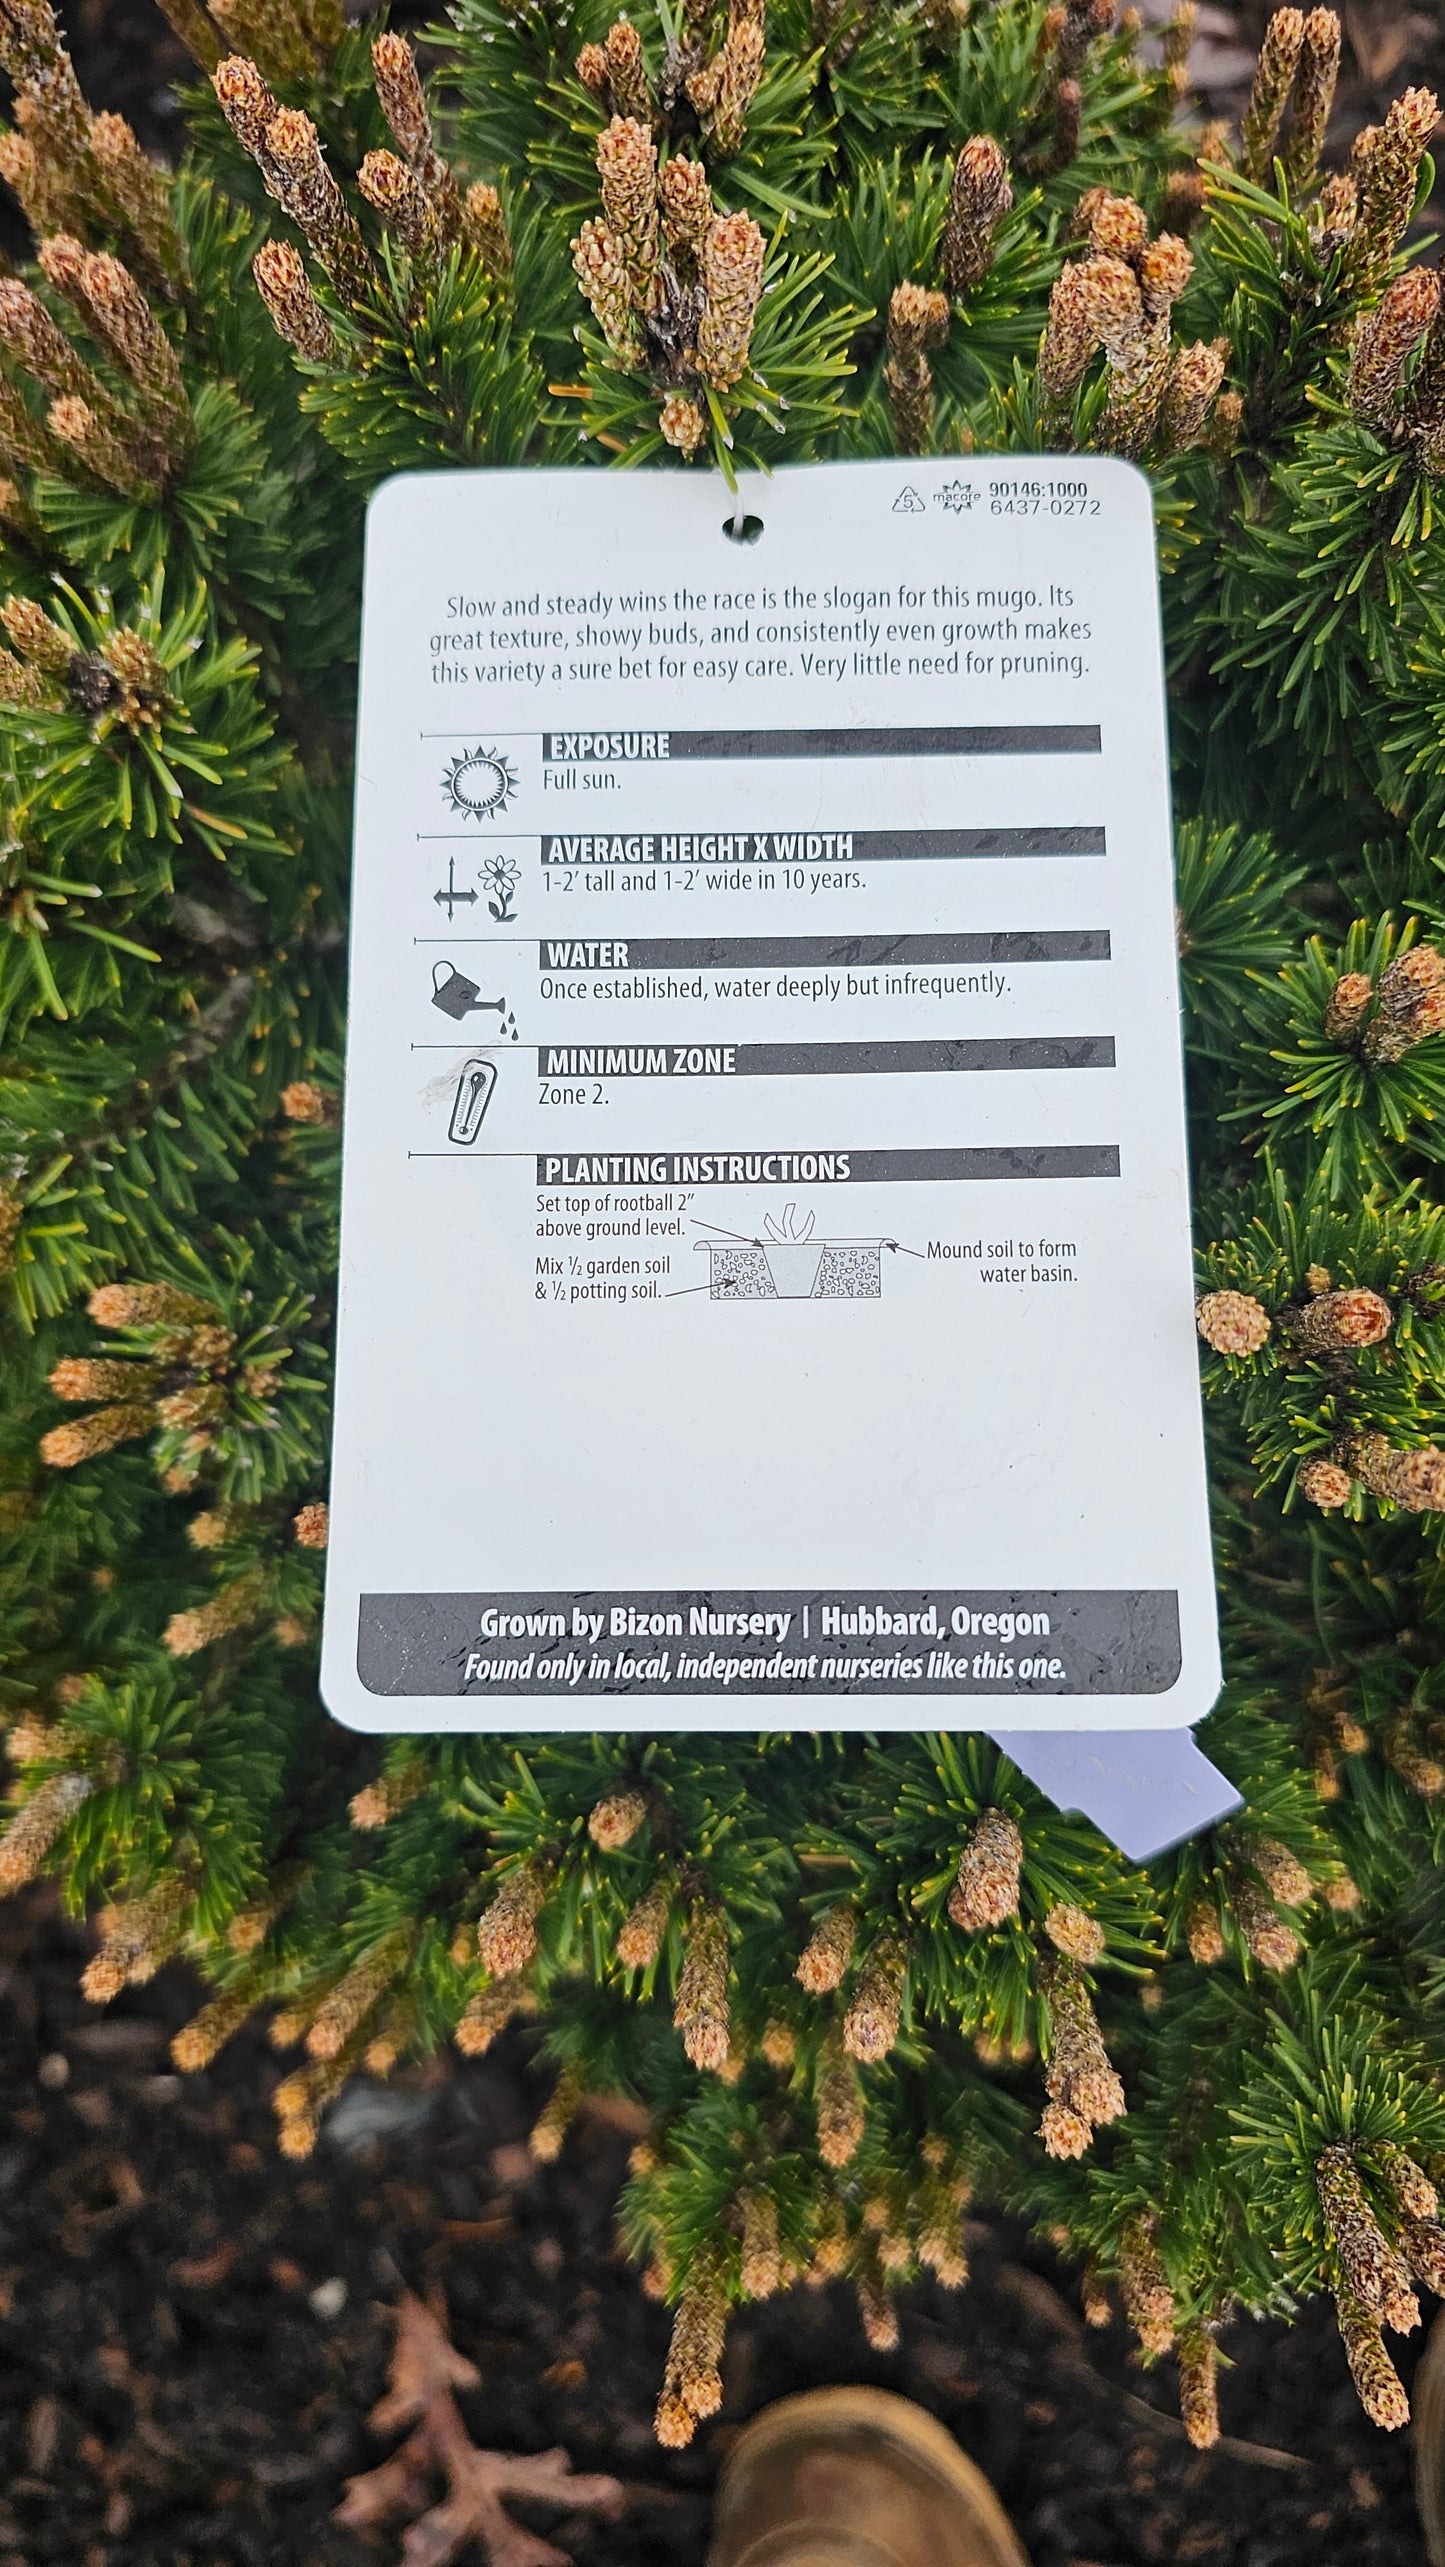 5 macore 90146:1000
6437-0272
Slow and steady wins the race is the slogan for this mugo. Its
great texture, showy buds, and consistently even growth makes
this variety a sure bet for easy care. Very little need for pruning.
EXPOSURE
Full sun.
AVERAGE HEIGHT X WIDTH
1-2' tall and 1-2' wide in 10 years.
WATER
Once established, water deeply but infrequently.
MINIMUM ZONE
Zone 2.
PLANTING INSTRUCTIONS
Set top of rootball 2"
above ground level.
Mix ½ garden soil
& ½ potting soil.
Mound soil to form
water basin.
Grown by Bizon Nursery | Hubbard, Oregon
Found only in local, independent nurseries like this one.